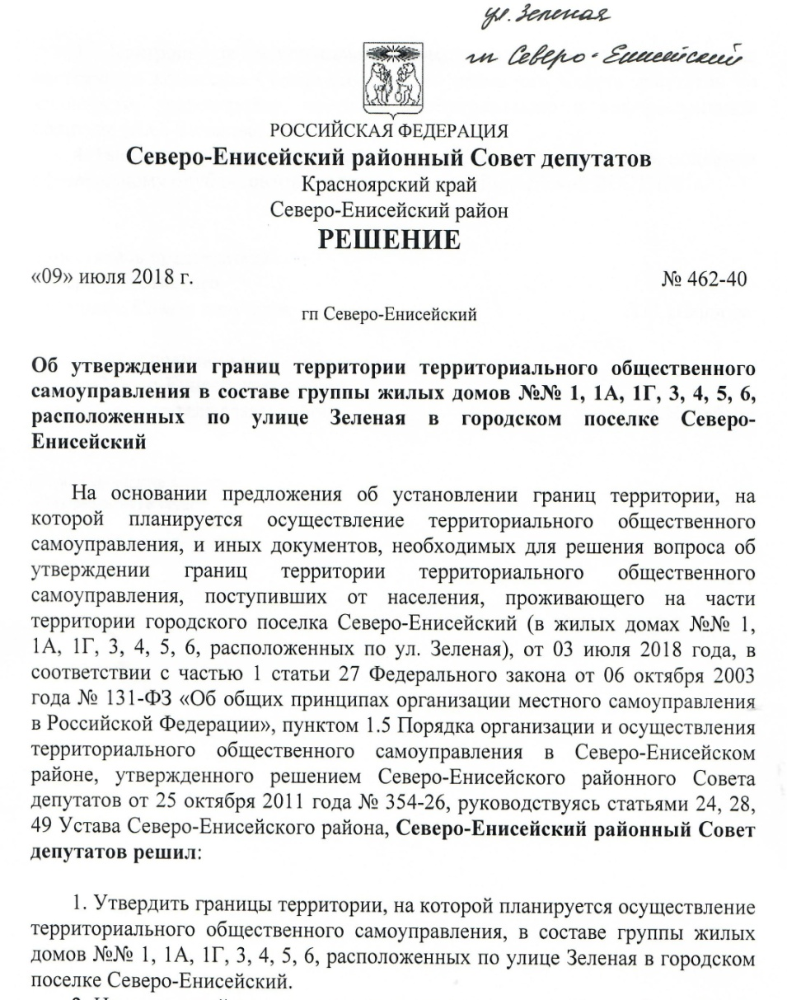 ул. Зеленая
гп Северо-Енисейский
РОССИЙСКАЯ ФЕДЕРАЦИЯ
Северо-Енисейский районный Совет депутатов
Красноярский край
Северо-Енисейский район
РЕШЕНИЕ
«09» июля 2018 г. № 462-40
гп Северо-Енисейский
Об утверждении границ территории территориального общественного
самоуправления в составе группы жилых домов №№ 1, 1А, 1Г, 3, 4, 5, 6,
расположенных по улице Зеленая в городском поселке Северо-
Енисейский
На основании предложения об установлении границ территории, на
которой планируется осуществление территориального общественного
самоуправления, и иных документов, необходимых для решения вопроса об
утверждении границ территории территориального общественного
самоуправления, поступивших от населения, проживающего на части
территории городского поселка Северо-Енисейский (в жилых домах №№ 1,
1А, 1Г, 3, 4, 5, 6, расположенных по ул. Зеленая), от 03 июля 2018 года, в
соответствии с частью 1 статьи 27 Федерального закона от 06 октября 2003
года № 131-ФЗ «Об общих принципах организации местного самоуправления
в Российской Федерации», пунктом 1.5 Порядка организации и осуществления
территориального общественного самоуправления в Северо-Енисейском
районе, утвержденного решением Северо-Енисейского районного Совета
депутатов от 25 октября 2011 года № 354-26, руководствуясь статьями 24, 28,
49 Устава Северо-Енисейского района, Северо-Енисейский районный Совет
депутатов решил:
1. Утвердить границы территории, на которой планируется осуществление
территориального общественного самоуправления, в составе группы жилых
домов №№ 1, 1А, 1Г, 3, 4, 5, 6, расположенных по улице Зеленая в городском
поселке Северо-Енисейский.